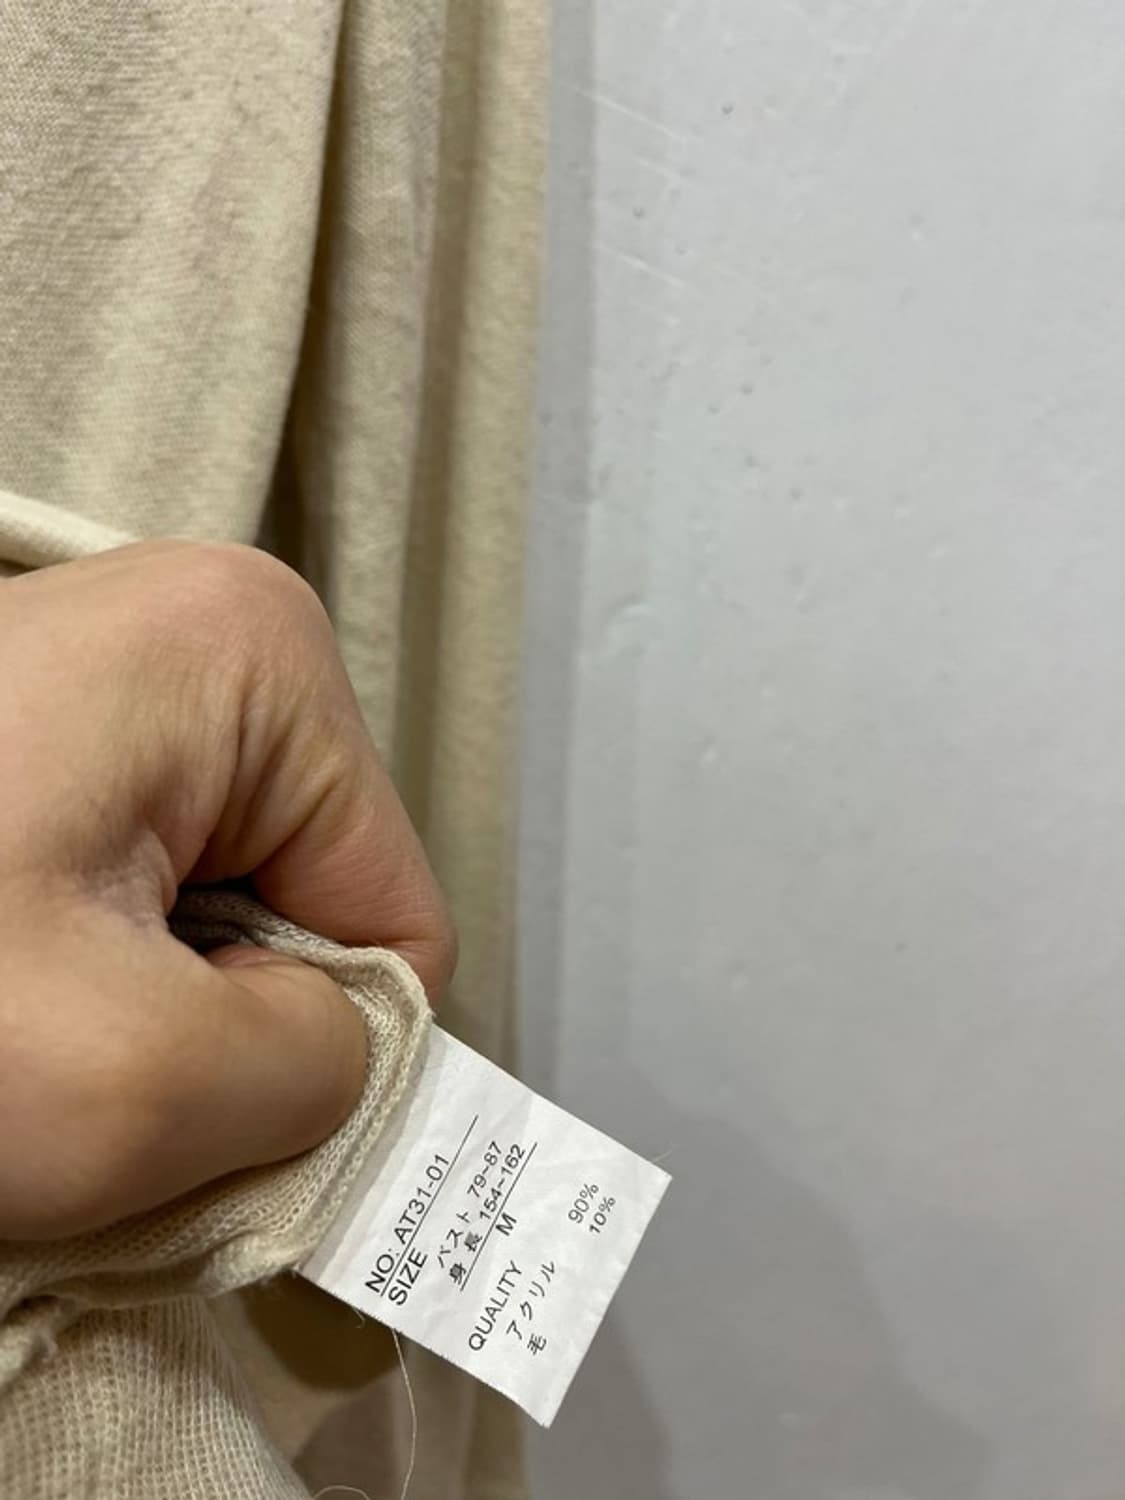 NO: AT31-01
SIZE
バスト 79~87
身長 154~162
M
QUALITY
アクリル 90%
毛 10%